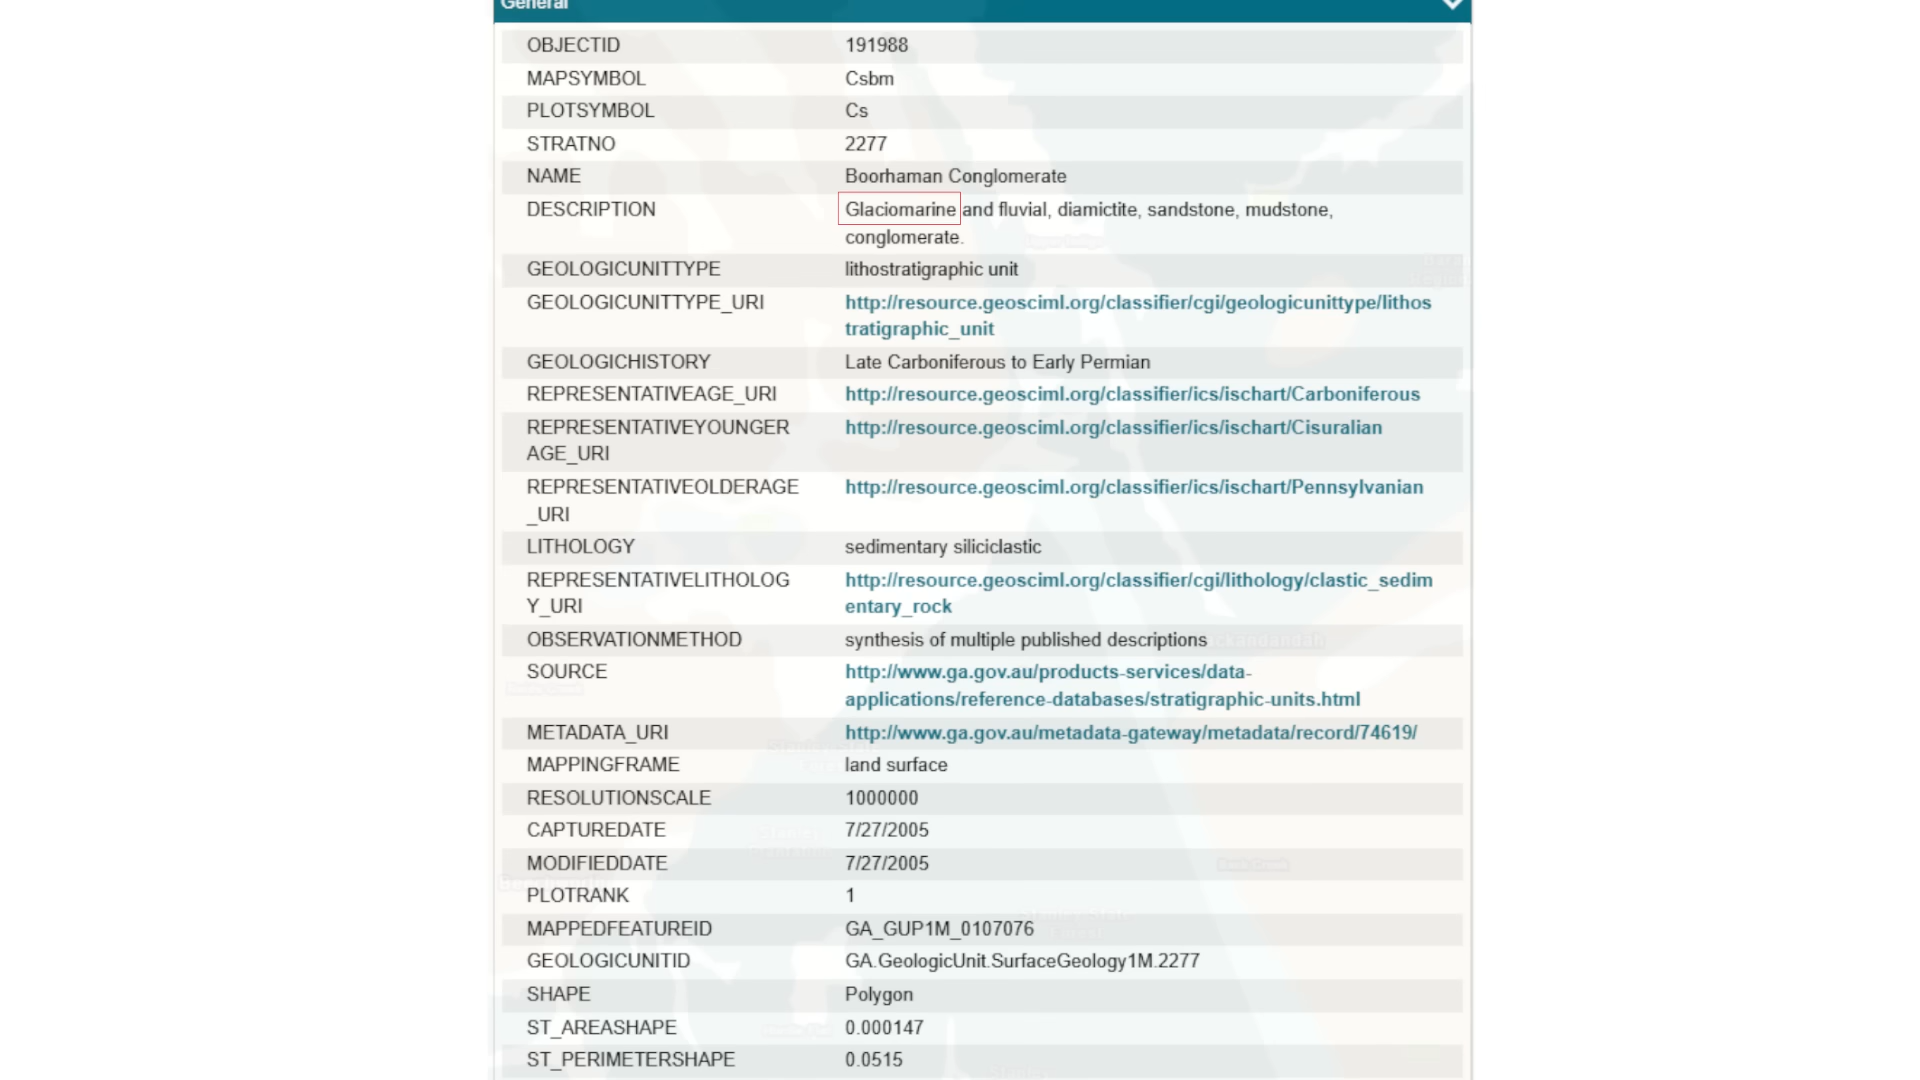 General
OBJECTID 191988
MAPSYMBOL Csbm
PLOTSYMBOL Cs
STRATNO 2277
NAME Boorhaman Conglomerate
DESCRIPTION Glaciomarine and fluvial, diamictite, sandstone, mudstone,
conglomerate.
GEOLOGICUNITTYPE lithostratigraphic unit
GEOLOGICUNITTYPE_URI http://resource.geosciml.org/classifier/cgi/geologicunittype/lithos
tratigraphic_unit
GEOLOGICHISTORY Late Carboniferous to Early Permian
REPRESENTATIVEAGE_URI http://resource.geosciml.org/classifier/ics/ischart/Carboniferous
REPRESENTATIVEYOUNGER http://resource.geosciml.org/classifier/ics/ischart/Cisuralian
AGE_URI
REPRESENTATIVEOLDERAGE http://resource.geosciml.org/classifier/ics/ischart/Pennsylvanian
_URI
LITHOLOGY sedimentary siliciclastic
REPRESENTATIVELITHOLOG http://resource.geosciml.org/classifier/cgi/lithology/clastic_sedim
Y_URI entary_rock
OBSERVATIONMETHOD synthesis of multiple published descriptions
SOURCE http://www.ga.gov.au/products-services/data-
applications/reference-databases/stratigraphic-units.html
METADATA_URI http://www.ga.gov.au/metadata-gateway/metadata/record/74619/
MAPPINGFRAME land surface
RESOLUTIONSCALE 1000000
CAPTUREDATE 7/27/2005
MODIFIEDDATE 7/27/2005
PLOTRANK 1
MAPPEDFEATUREID GA_GUP1M_0107076
GEOLOGICUNITID GA.GeologicUnit.SurfaceGeology1M.2277
SHAPE Polygon
ST_AREASHAPE 0.000147
ST_PERIMETERSHAPE 0.0515